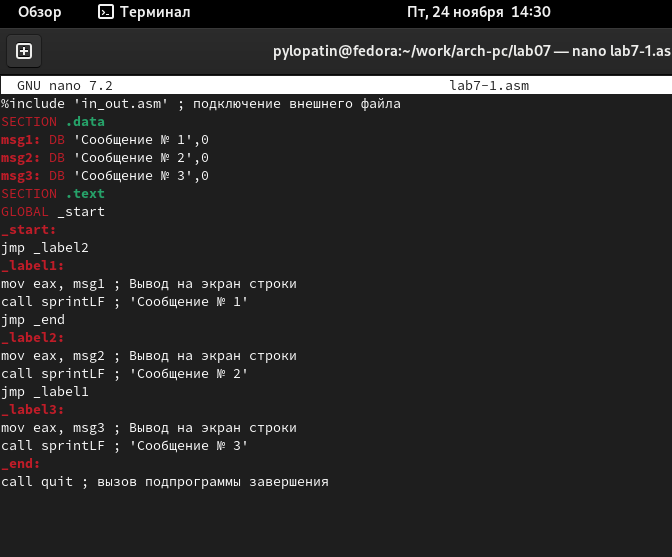 Обзор Терминал Пт, 24 ноября 14:30
pylopatin@fedora:~/work/arch-pc/lab07 — nano lab7-1.as
GNU nano 7.2 lab7-1.asm
%include 'in_out.asm' ; подключение внешнего файла
SECTION .data
msg1: DB 'Сообщение № 1',0
msg2: DB 'Сообщение № 2',0
msg3: DB 'Сообщение № 3',0
SECTION .text
GLOBAL _start
_start:
jmp _label2
_label1:
mov eax, msg1 ; Вывод на экран строки
call sprintLF ; 'Сообщение № 1'
jmp _end
_label2:
mov eax, msg2 ; Вывод на экран строки
call sprintLF ; 'Сообщение № 2'
jmp _label1
_label3:
mov eax, msg3 ; Вывод на экран строки
call sprintLF ; 'Сообщение № 3'
_end:
call quit ; вызов подпрограммы завершения